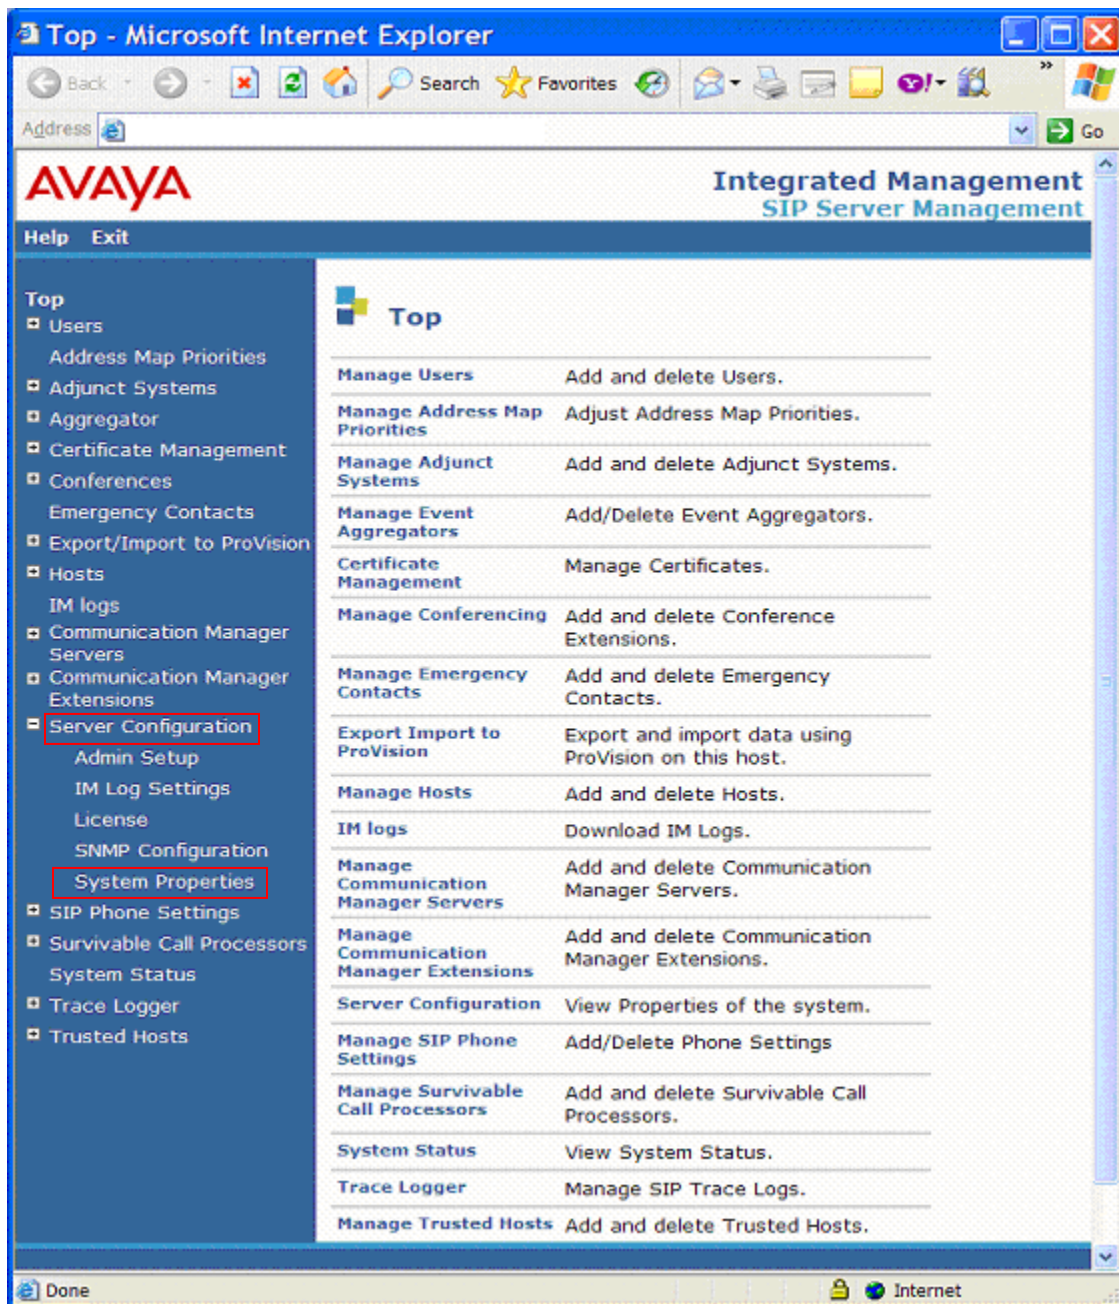 Top - Microsoft Internet Explorer
Back Search Favorites
Address Go
AVAYA
Integrated Management
SIP Server Management
Help Exit
Top
Users
Address Map Priorities
Adjunct Systems
Aggregator
Certificate Management
Conferences
Emergency Contacts
Export/Import to ProVision
Hosts
IM logs
Communication Manager
Servers
Communication Manager
Extensions
Server Configuration
Admin Setup
IM Log Settings
License
SNMP Configuration
System Properties
SIP Phone Settings
Survivable Call Processors
System Status
Trace Logger
Trusted Hosts
Top
Manage Users Add and delete Users.
Manage Address Map Adjust Address Map Priorities.
Priorities
Manage Adjunct Add and delete Adjunct Systems.
Systems
Manage Event Add/Delete Event Aggregators.
Aggregators
Certificate Manage Certificates.
Management
Manage Conferencing Add and delete Conference
Extensions.
Manage Emergency Add and delete Emergency
Contacts Contacts.
Export Import to Export and import data using
ProVision ProVision on this host.
Manage Hosts Add and delete Hosts.
IM logs Download IM Logs.
Manage Add and delete Communication
Communication Manager Servers.
Manager Servers
Manage Add and delete Communication
Communication Manager Extensions.
Manager Extensions
Server Configuration View Properties of the system.
Manage SIP Phone Add/Delete Phone Settings
Settings
Manage Survivable Add and delete Survivable Call
Call Processors Processors.
System Status View System Status.
Trace Logger Manage SIP Trace Logs.
Manage Trusted Hosts Add and delete Trusted Hosts.
Done Internet